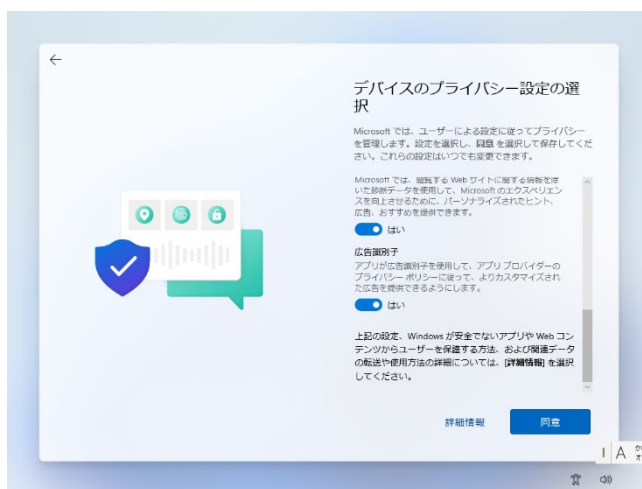 デバイスのプライバシー設定の選
択
Microsoft では、ユーザーによる設定に従ってプライバシー
を管理します。設定を選択し、同意 を選択して保存してくだ
さい。これらの設定はいつでも変更できます。
Microsoft では、閲覧する Web サイトに関する情報を除
いた診断データを使用して、Microsoft のエクスペリエン
スを向上させるために、パーソナライズされたヒント、
広告、おすすめを提供できます。
はい
広告識別子
アプリが広告識別子を使用して、アプリ プロバイダーの
プライバシー ポリシーに従って、よりカスタマイズされ
た広告を提供できるようにします。
はい
上記の設定、Windows が安全でないアプリや Web コン
テンツからユーザーを保護する方法、および関連データ
の転送や使用方法の詳細については、[詳細情報] を選択
してください。
詳細情報
同意
A